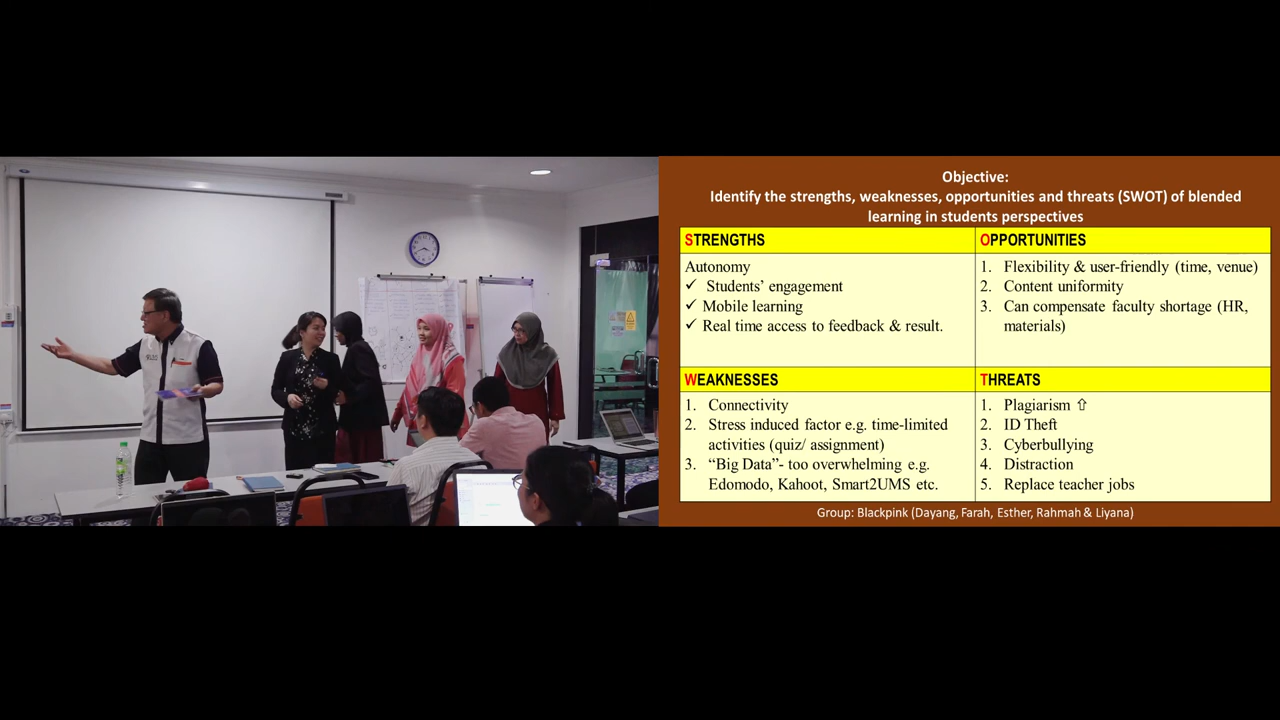 Objective:
Identify the strengths, weaknesses, opportunities and threats (SWOT) of blended
learning in students perspectives
STRENGTHS
Autonomy
✓ Students' engagement
✓ Mobile learning
✓ Real time access to feedback & result.
OPPORTUNITIES
1. Flexibility & user-friendly (time, venue)
2. Content uniformity
3. Can compensate faculty shortage (HR,
materials)
WEAKNESSES
1. Connectivity
2. Stress induced factor e.g. time-limited
activities (quiz/ assignment)
3. “Big Data”- too overwhelming e.g.
Edomodo, Kahoot, Smart2UMS etc.
THREATS
1. Plagiarism ⇧
2. ID Theft
3. Cyberbullying
4. Distraction
5. Replace teacher jobs
Group: Blackpink (Dayang, Farah, Esther, Rahmah & Liyana)